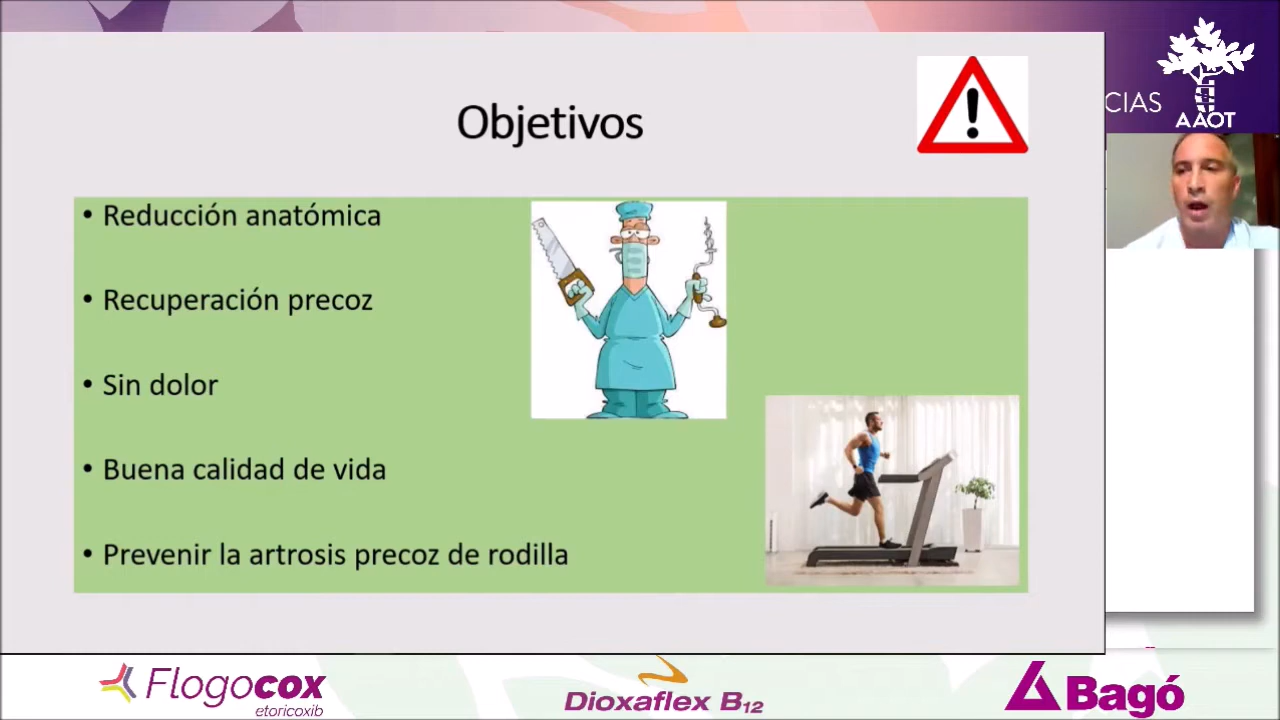 Objetivos
• Reducción anatómica
• Recuperación precoz
• Sin dolor
• Buena calidad de vida
• Prevenir la artrosis precoz de rodilla
CIAS
AAOT
Flogocox
etoricoxib
Dioxaflex B12
Bagó